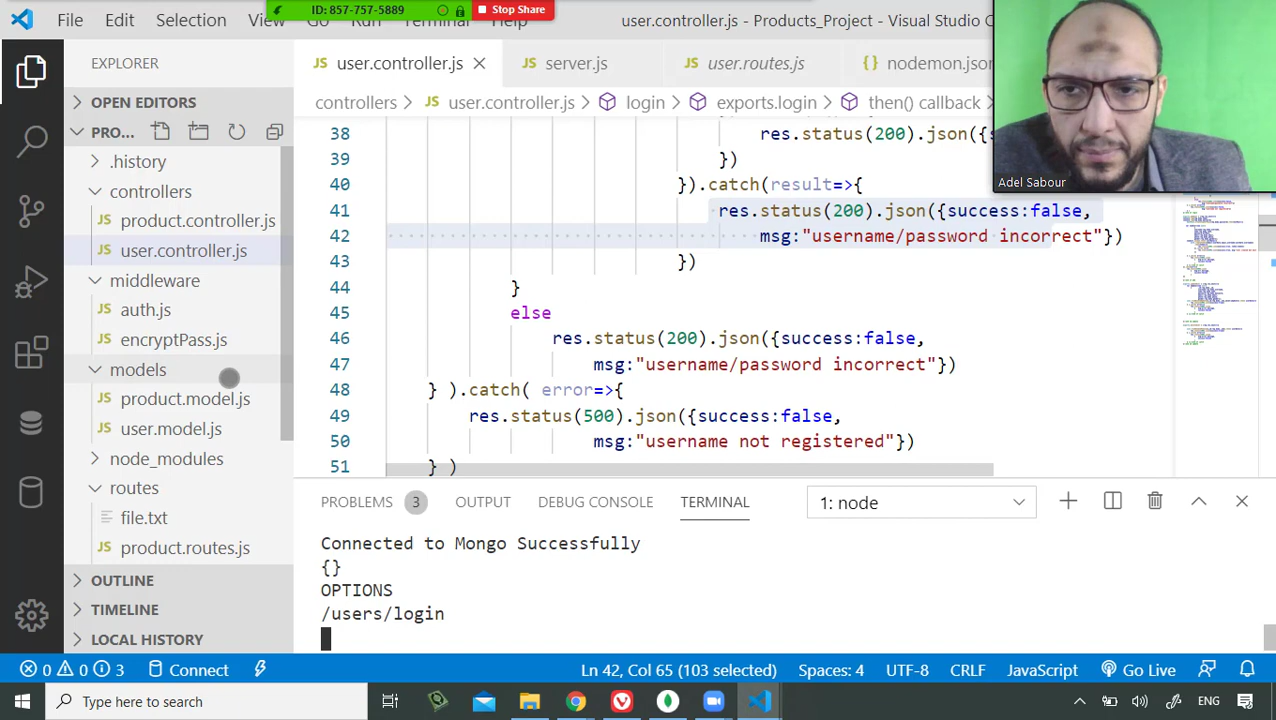 File Edit Selection View Go Run Terminal Help
ID: 857-757-5889 Stop Share
user.controller.js - Products_Project - Visual Studio C
EXPLORER
OPEN EDITORS
PRO...
.history
controllers
product.controller.js
user.controller.js
middleware
auth.js
encryptPass.js
models
product.model.js
user.model.js
node_modules
routes
file.txt
product.routes.js
OUTLINE
TIMELINE
LOCAL HISTORY
JS user.controller.js JS server.js JS user.routes.js {} nodemon.json
controllers > JS user.controller.js > login > exports.login > then() callback
38 res.status(200).json({s
39 })
40 }).catch(result=>{
41 res.status(200).json({success:false,
42 msg:"username/password incorrect"})
43 })
44 }
45 else
46 res.status(200).json({success:false,
47 msg:"username/password incorrect"})
48 } ).catch( error=>{
49 res.status(500).json({success:false,
50 msg:"username not registered"})
51 } )
Adel Sabour
PROBLEMS 3 OUTPUT DEBUG CONSOLE TERMINAL 1: node
Connected to Mongo Successfully
{}
OPTIONS
/users/login
0 0 3 Connect Ln 42, Col 65 (103 selected) Spaces: 4 UTF-8 CRLF JavaScript Go Live
Type here to search ENG